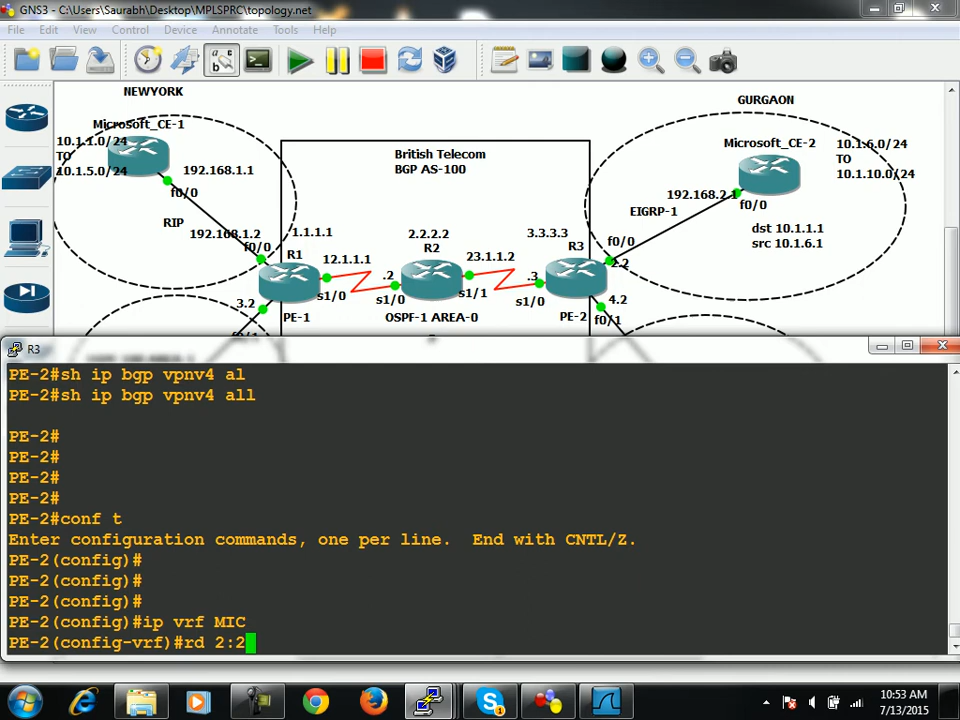 GNS3 - C:\Users\Saurabh\Desktop\MPLSPRC\topology.net
File Edit View Control Annotate Tools Help
NEWYORK
Microsoft_CE-1
10.1.1.0/24
TO
10.1.5.0/24
192.168.1.1
f0/0
RIP
192.168.1.2
f0/0
1.1.1.1
R1
12.1.1.1
s1/0
PE-1
3.2
British Telecom
BGP AS-100
2.2.2.2
R2
.2
s1/0
s1/1
OSPF-1 AREA-0
23.1.1.2
3.3.3.3
R3
.3
s1/0
PE-2
GURGAON
Microsoft_CE-2
10.1.6.0/24
TO
10.1.10.0/24
192.168.2.1
f0/0
EIGRP-1
dst 10.1.1.1
src 10.1.6.1
f0/0
2.2
4.2
f0/1
R3
PE-2#sh ip bgp vpnv4 al
PE-2#sh ip bgp vpnv4 all
PE-2#
PE-2#
PE-2#
PE-2#
PE-2#conf t
Enter configuration commands, one per line.  End with CNTL/Z.
PE-2(config)#
PE-2(config)#
PE-2(config)#
PE-2(config)#ip vrf MIC
PE-2(config-vrf)#rd 2:2
10:53 AM
7/13/2015